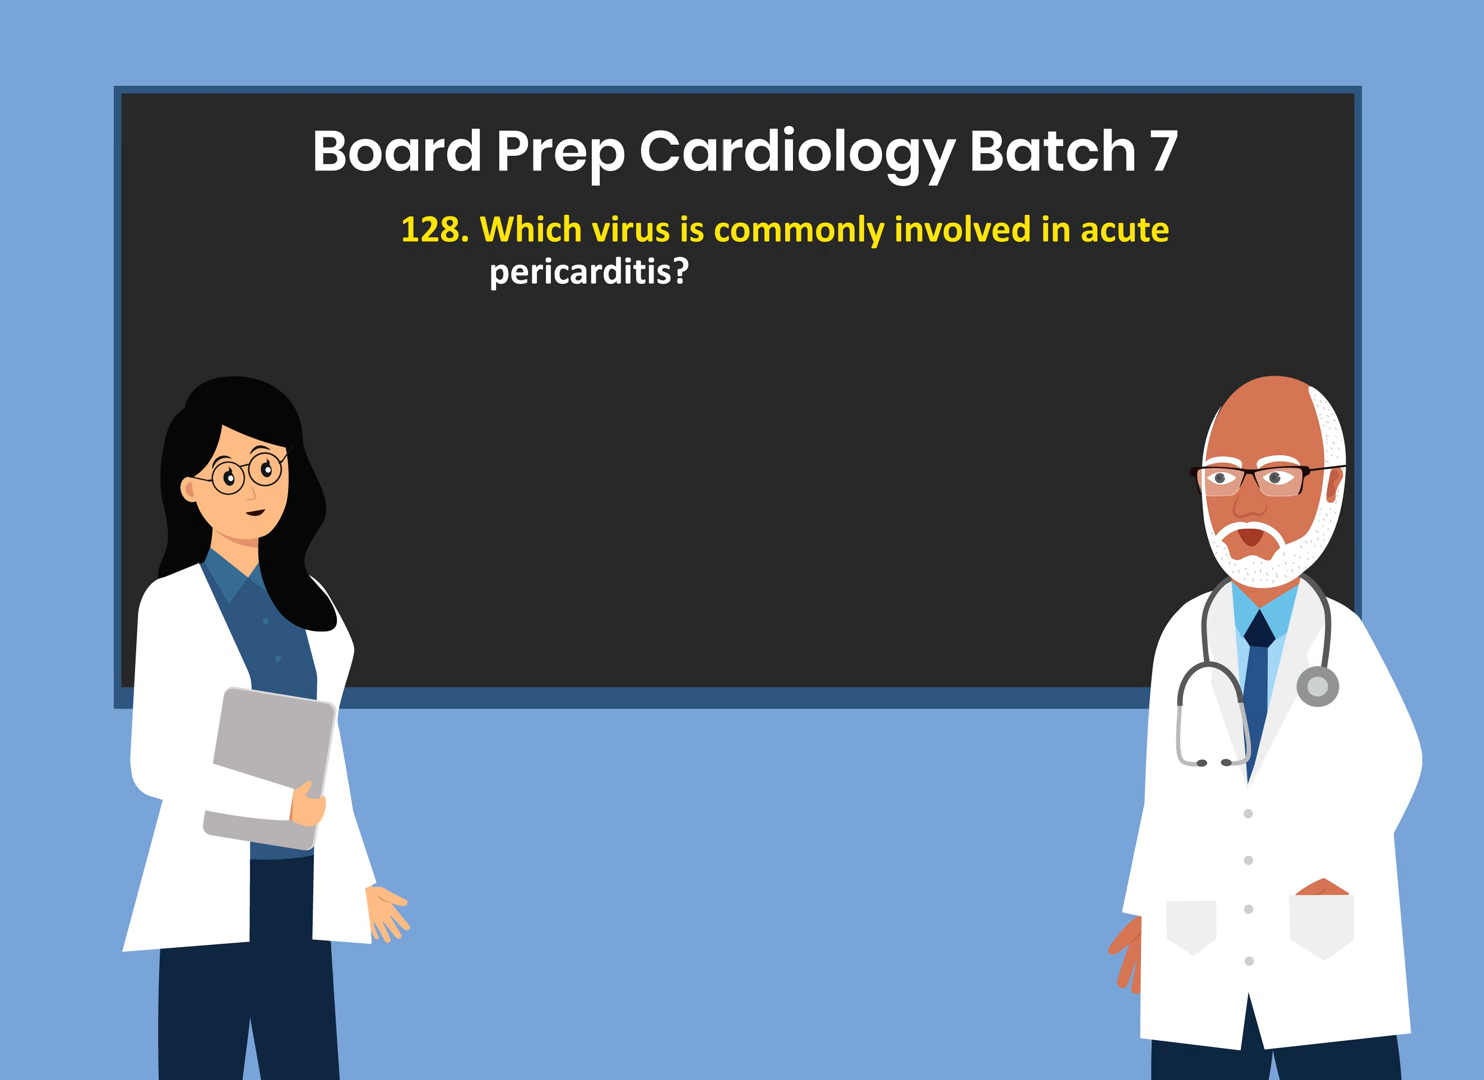 Board Prep Cardiology Batch 7
128. Which virus is commonly involved in acute
pericarditis?